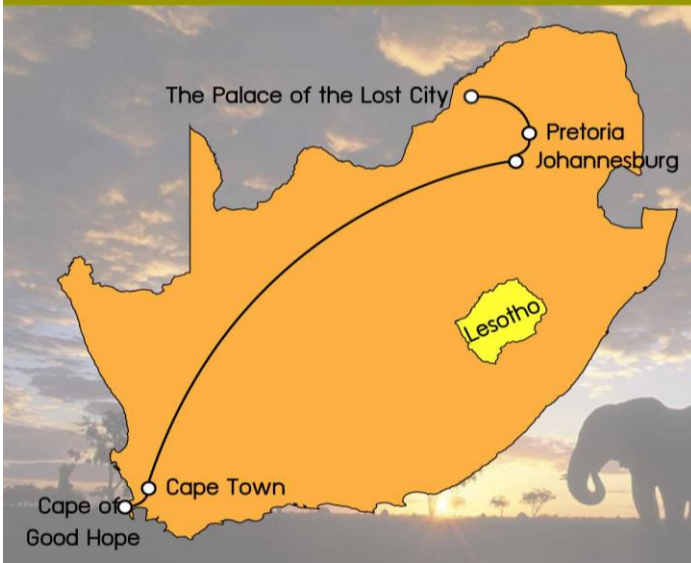 The Palace of the Lost City
Pretoria
Johannesburg
Lesotho
Cape Town
Cape of
Good Hope